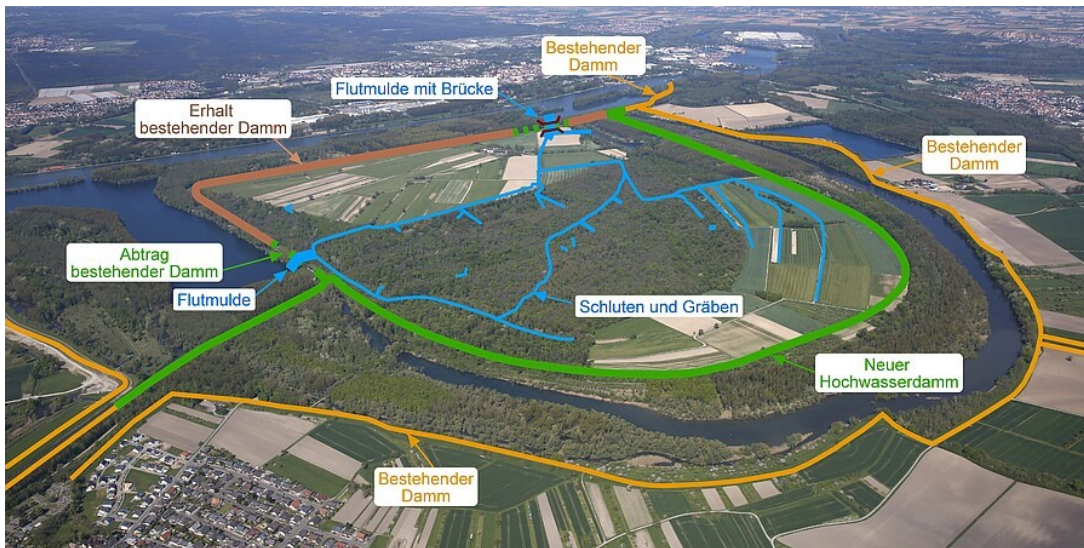 Bestehender
Damm
Flutmulde mit Brücke
Erhalt
bestehender Damm
Bestehender
Damm
Abtrag
bestehender Damm
Flutmulde
Schluten und Gräben
Neuer
Hochwasserdamm
Bestehender
Damm